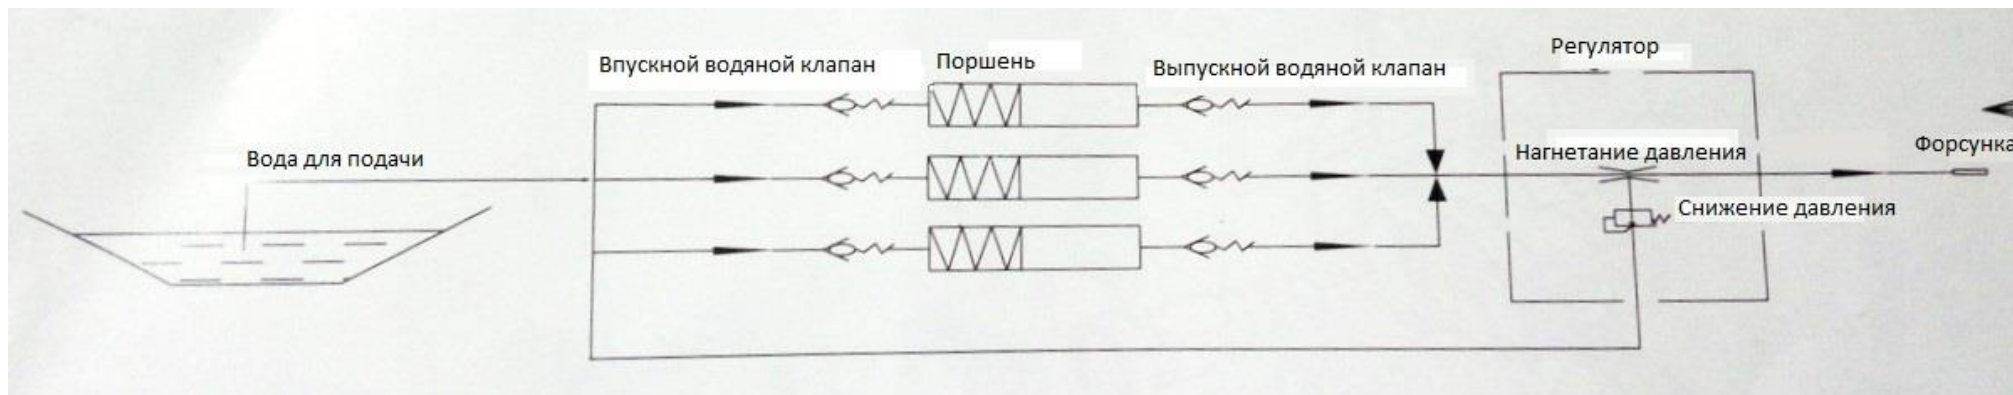 Впускной водяной клапан
Поршень
Выпускной водяной клапан
Регулятор
Вода для подачи
Нагнетание давления
Форсунка
Снижение давления